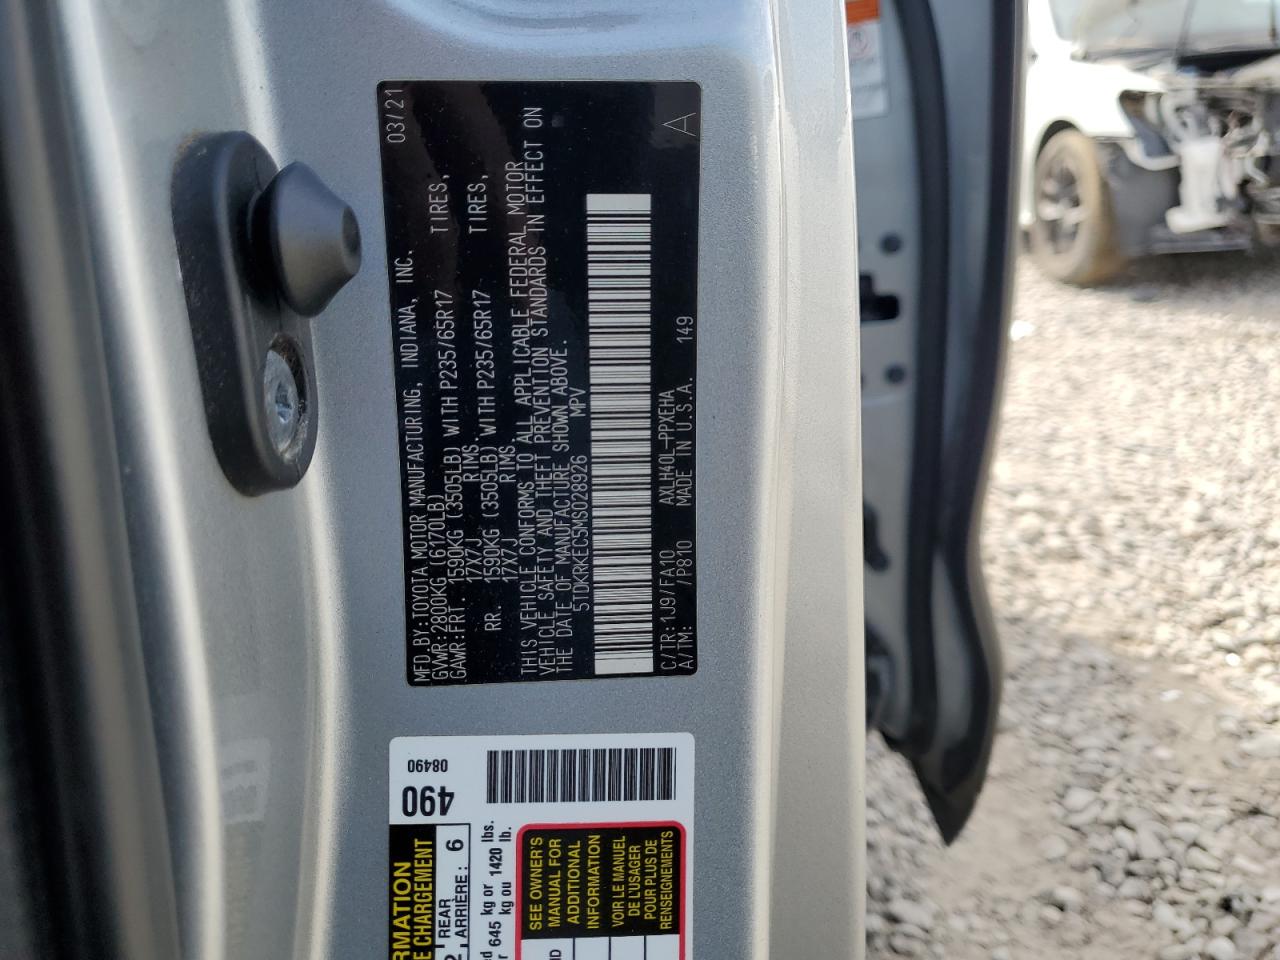 03/21
MFD.BY:TOYOTA MOTOR MANUFACTURING, INDIANA, INC.
GVWR:2800KG (6170LB)
GAWR:FRT. 1590KG (3505LB) WITH P235/65R17 TIRES,
17X7J RIMS.
RR. 1590KG (3505LB) WITH P235/65R17 TIRES,
17X7J RIMS.
THIS VEHICLE CONFORMS TO ALL APPLICABLE FEDERAL MOTOR
VEHICLE SAFETY AND THEFT PREVENTION STANDARDS IN EFFECT ON
THE DATE OF MANUFACTURE SHOWN ABOVE.
5TDKRKEC5MS028926 MPV
C/TR:1J9/FA10 AXLH40L-PPXEHA
A/TM: /P810 MADE IN U.S.A. 149 A
08490
490
RMATION
E CHARGEMENT
2 REAR
ARRIÈRE : 6
645 kg or 1420 lbs.
kg ou lb.
SEE OWNER'S
MANUAL FOR
ADDITIONAL
INFORMATION
VOIR LE MANUEL
DE L'USAGER
POUR PLUS DE
RENSEIGNEMENTS